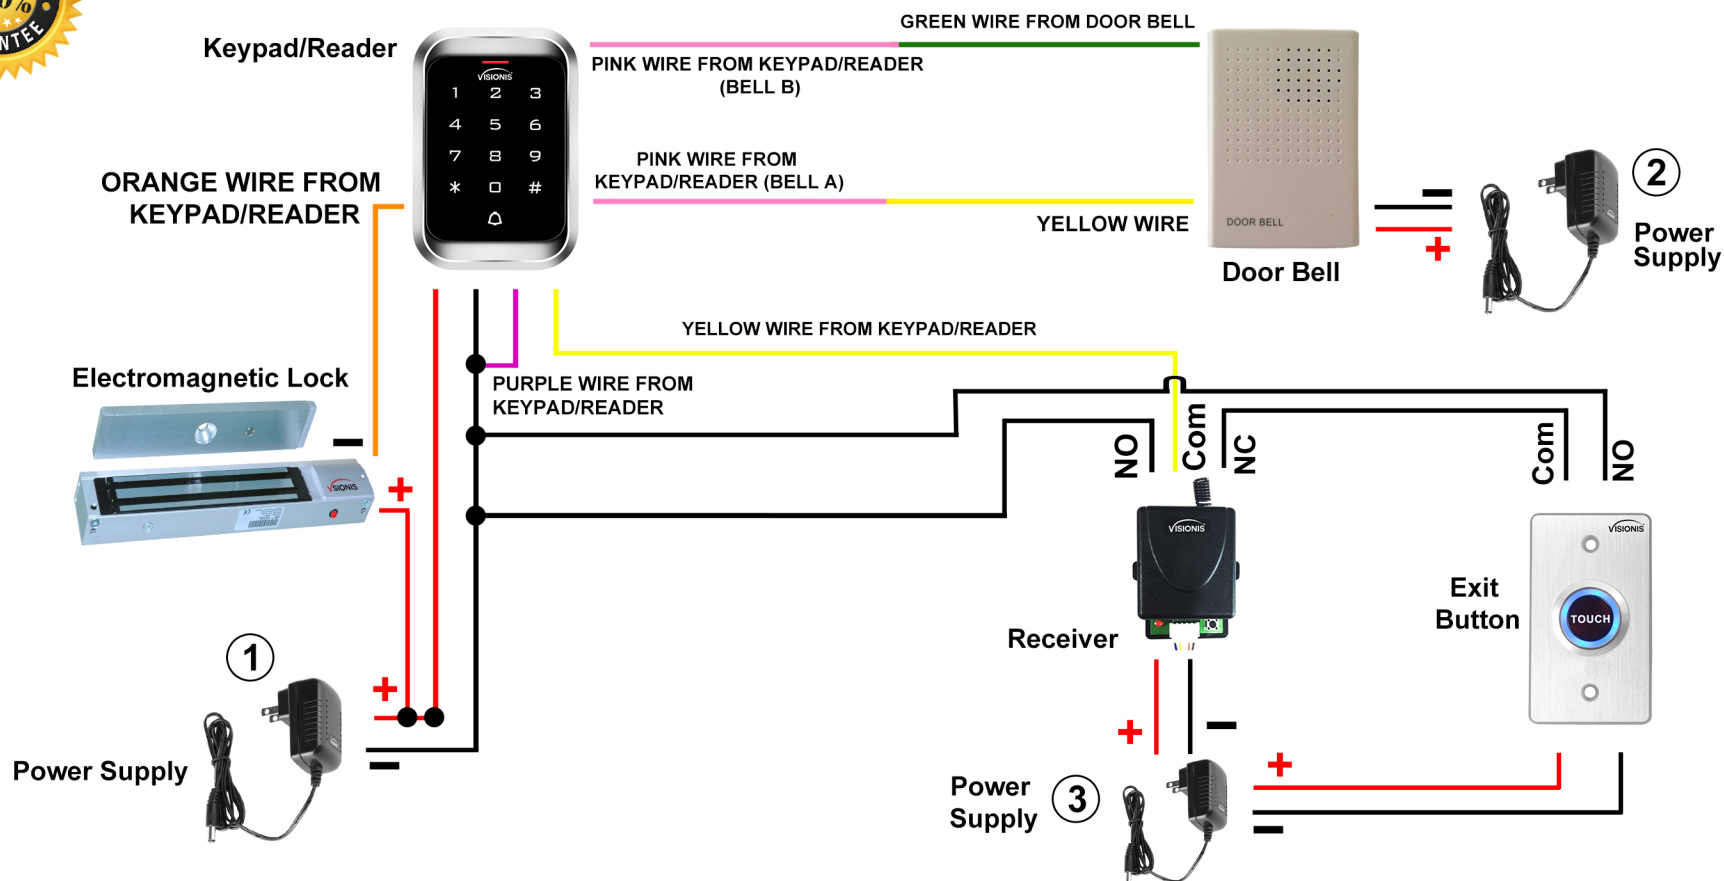 GREEN WIRE FROM DOOR BELL
Keypad/Reader
VISIONIS
PINK WIRE FROM KEYPAD/READER
(BELL B)
1 2 3
4 5 6
7 8 9
* 0 #
PINK WIRE FROM
KEYPAD/READER (BELL A)
ORANGE WIRE FROM
KEYPAD/READER
YELLOW WIRE
DOOR BELL
Door Bell
−
+
2
Power
Supply
YELLOW WIRE FROM KEYPAD/READER
PURPLE WIRE FROM
KEYPAD/READER
Electromagnetic Lock
−
+
VISIONIS
NO
Com
NC
Com
NO
VISIONIS
Receiver
VISIONIS
Exit
Button
TOUCH
1
Power Supply
+
−
+
−
Power
Supply
3
+
−